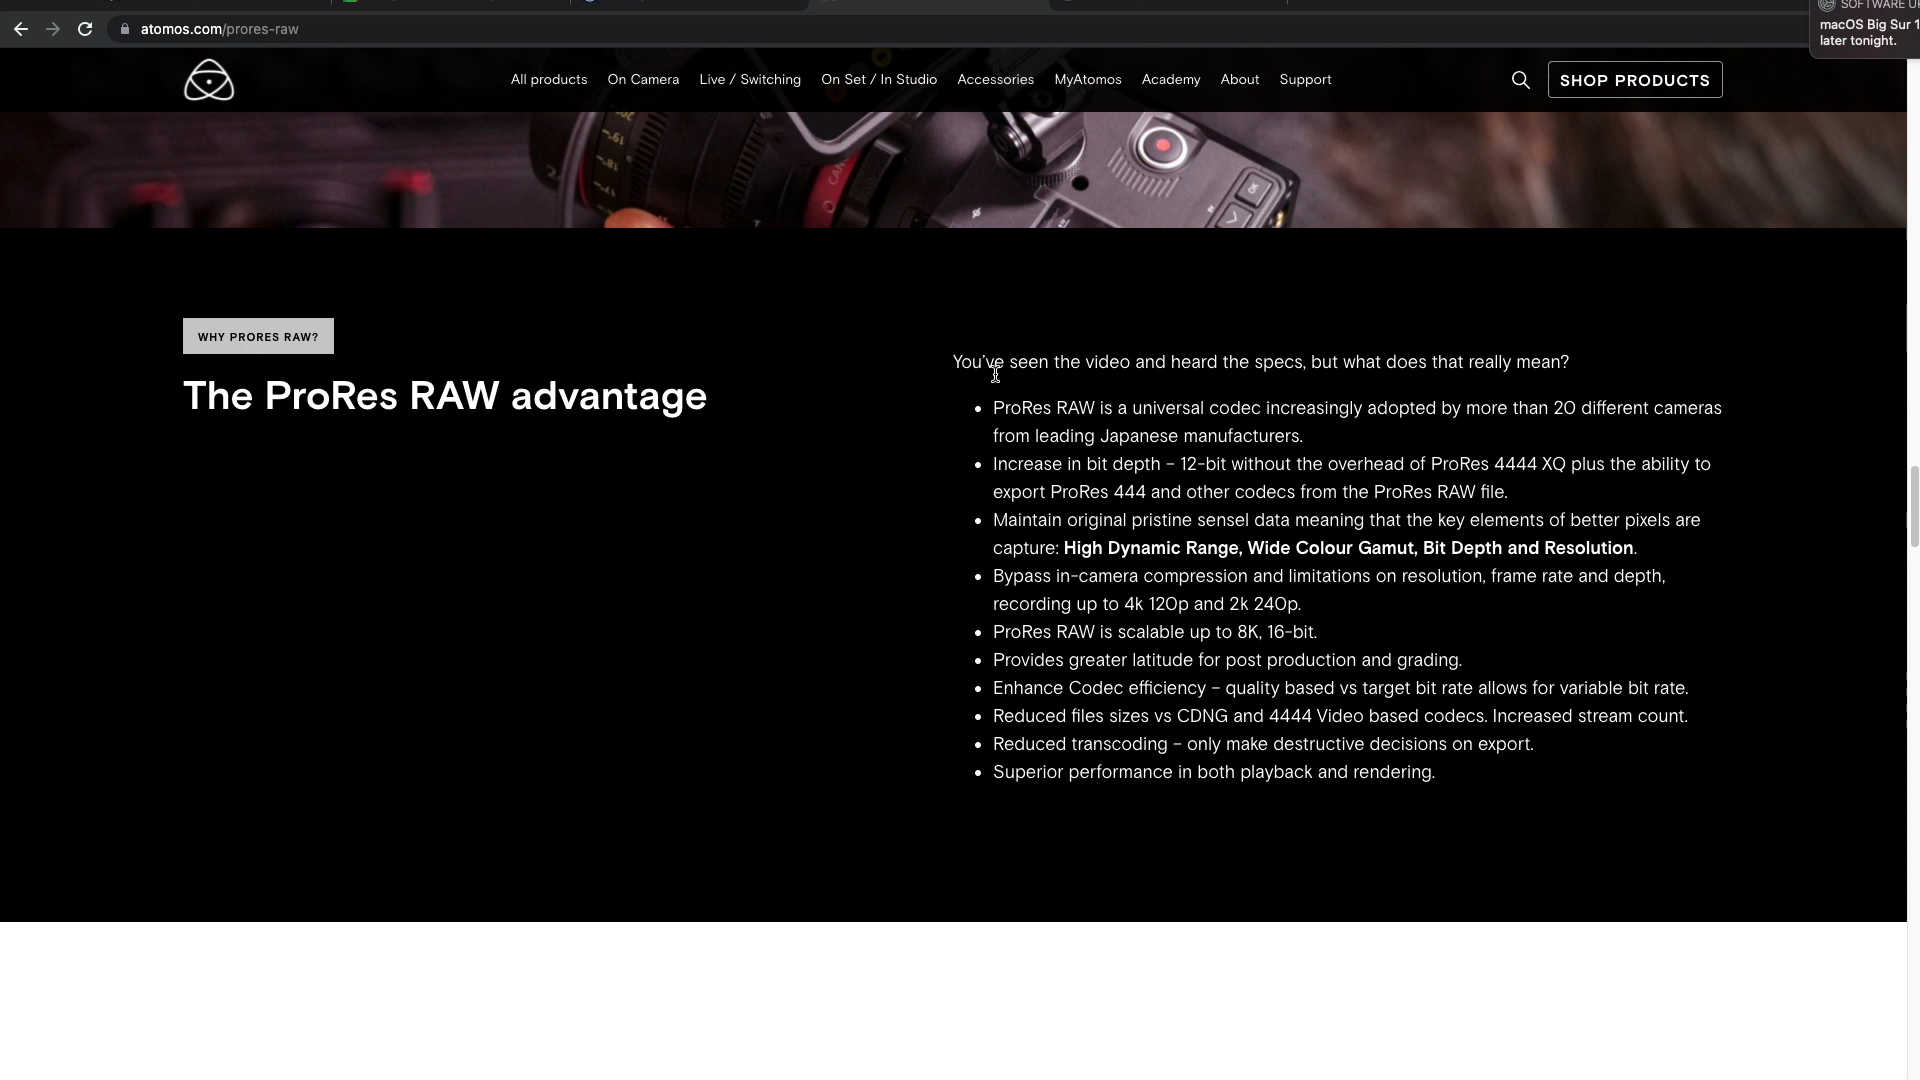 SOFTWARE U
macOS Big Sur 1
later tonight.
atomos.com/prores-raw
All products On Camera Live / Switching On Set / In Studio Accessories MyAtomos Academy About Support
SHOP PRODUCTS
WHY PRORES RAW?
The ProRes RAW advantage
You've seen the video and heard the specs, but what does that really mean?
• ProRes RAW is a universal codec increasingly adopted by more than 20 different cameras
from leading Japanese manufacturers.
• Increase in bit depth – 12-bit without the overhead of ProRes 4444 XQ plus the ability to
export ProRes 444 and other codecs from the ProRes RAW file.
• Maintain original pristine sensel data meaning that the key elements of better pixels are
capture: High Dynamic Range, Wide Colour Gamut, Bit Depth and Resolution.
• Bypass in-camera compression and limitations on resolution, frame rate and depth,
recording up to 4k 120p and 2k 240p.
• ProRes RAW is scalable up to 8K, 16-bit.
• Provides greater latitude for post production and grading.
• Enhance Codec efficiency – quality based vs target bit rate allows for variable bit rate.
• Reduced files sizes vs CDNG and 4444 Video based codecs. Increased stream count.
• Reduced transcoding – only make destructive decisions on export.
• Superior performance in both playback and rendering.